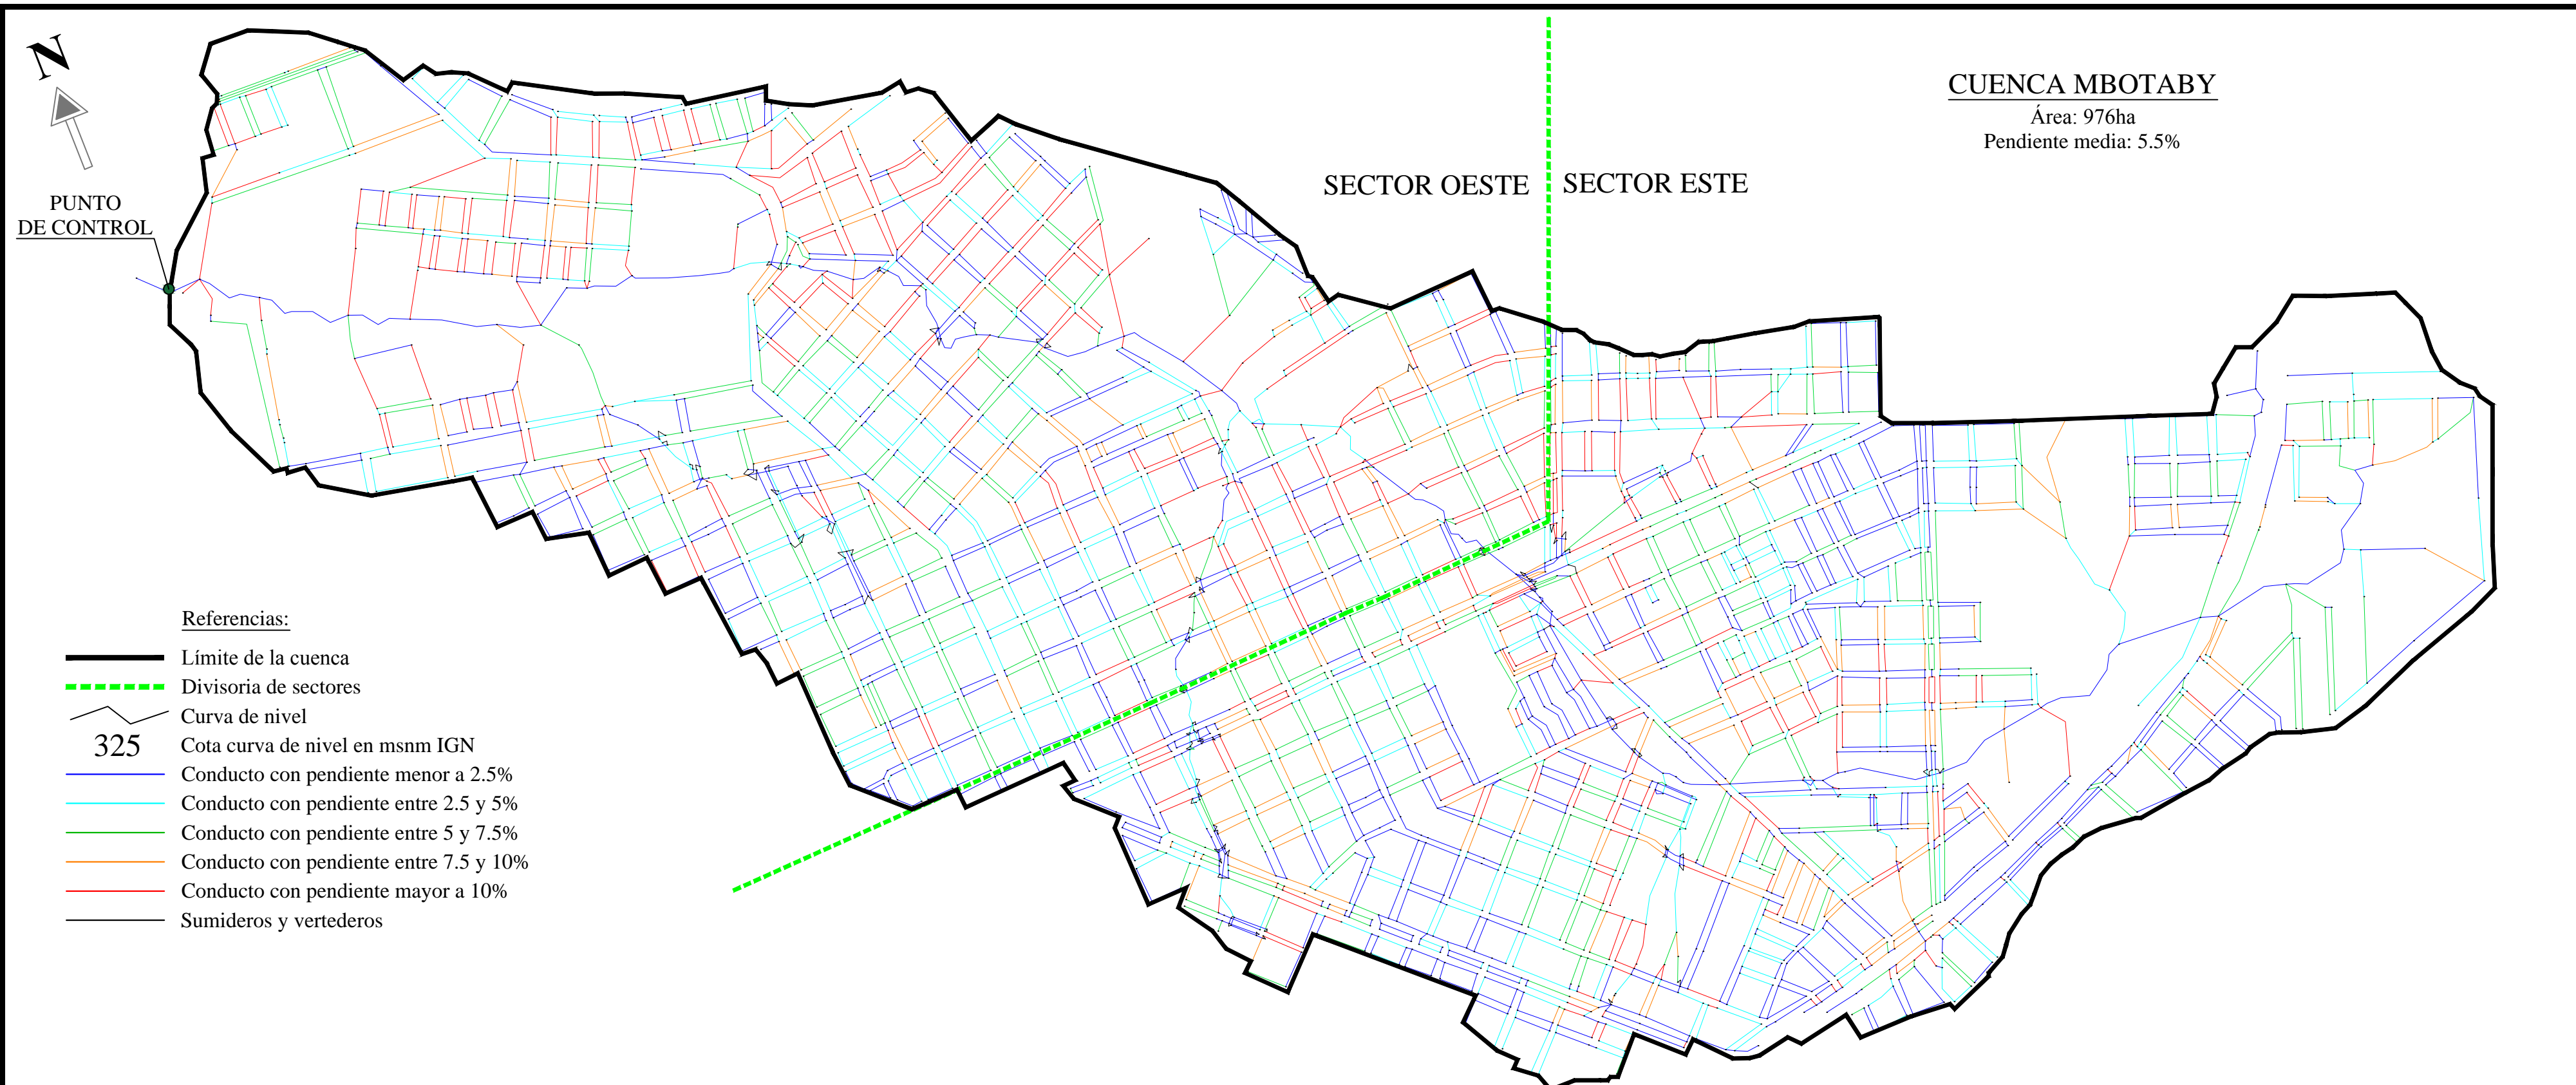 N
PUNTO
DE CONTROL
SECTOR OESTE
SECTOR ESTE
CUENCA MBOTABY
Área: 976ha
Pendiente media: 5.5%
Referencias:
Límite de la cuenca
Divisoria de sectores
Curva de nivel
325 Cota curva de nivel en msnm IGN
Conducto con pendiente menor a 2.5%
Conducto con pendiente entre 2.5 y 5%
Conducto con pendiente entre 5 y 7.5%
Conducto con pendiente entre 7.5 y 10%
Conducto con pendiente mayor a 10%
Sumideros y vertederos